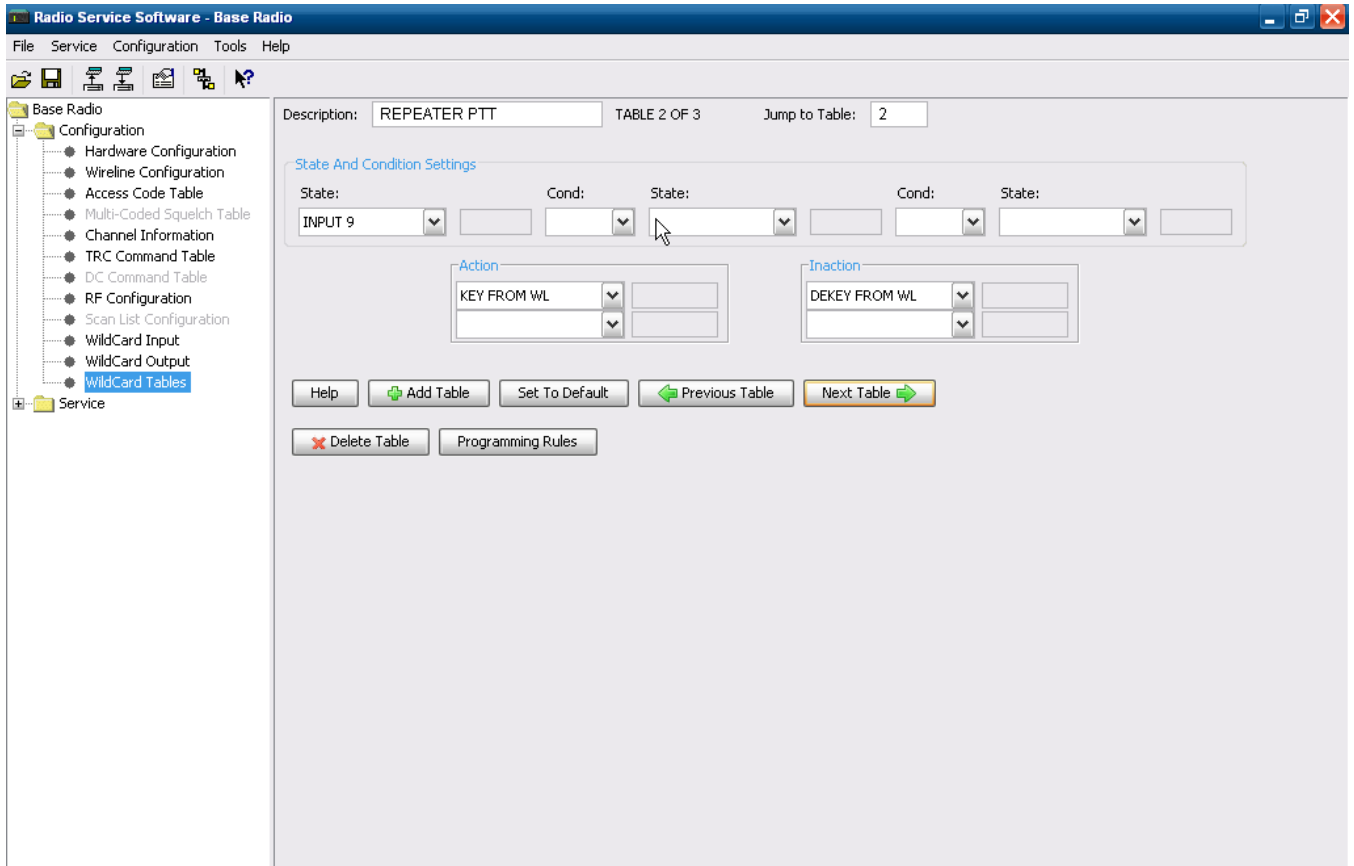 Radio Service Software - Base Radio
File Service Configuration Tools Help
Base Radio
Configuration
Hardware Configuration
Wireline Configuration
Access Code Table
Multi-Coded Squelch Table
Channel Information
TRC Command Table
DC Command Table
RF Configuration
Scan List Configuration
WildCard Input
WildCard Output
WildCard Tables
Service
Description: REPEATER PTT TABLE 2 OF 3 Jump to Table: 2
State And Condition Settings
State: Cond: State: Cond: State:
INPUT 9
Action Inaction
KEY FROM WL DEKEY FROM WL
Help Add Table Set To Default Previous Table Next Table
Delete Table Programming Rules